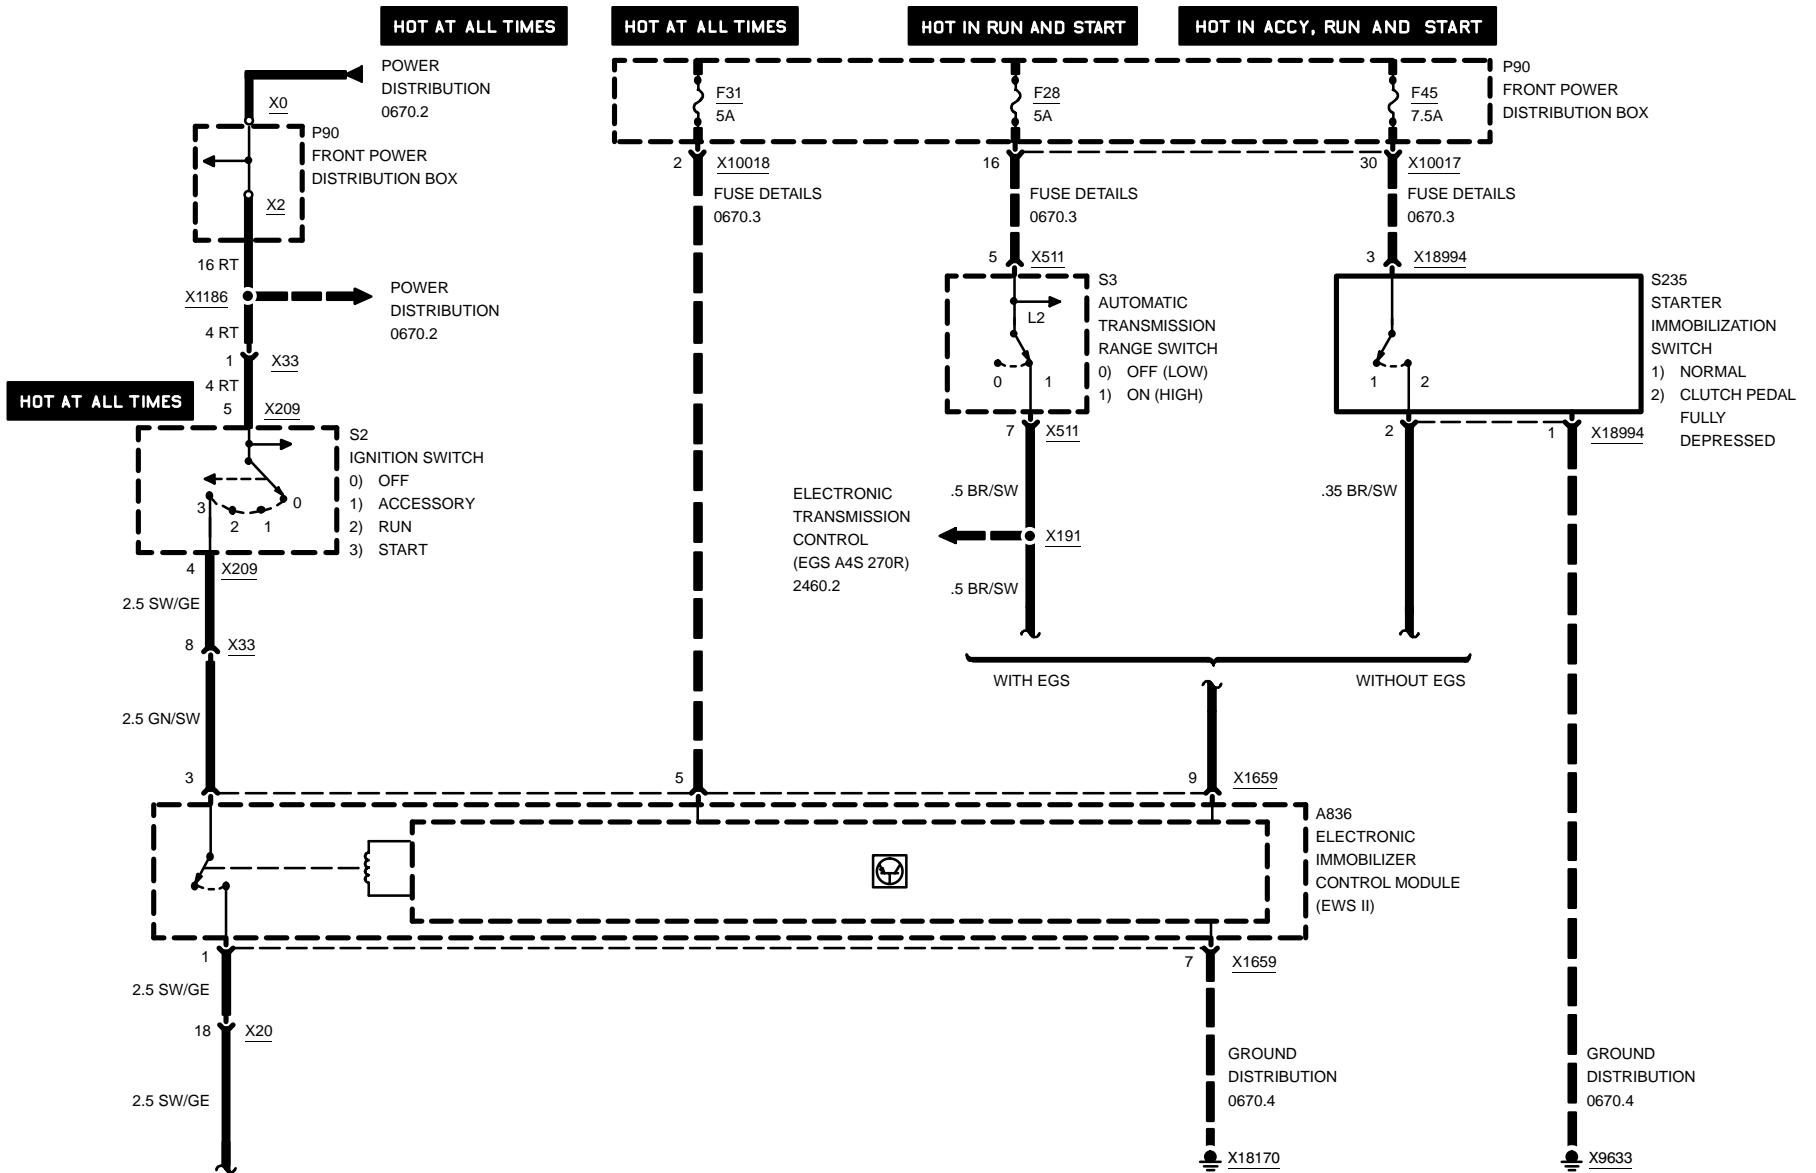 HOT AT ALL TIMES
HOT AT ALL TIMES
HOT IN RUN AND START
HOT IN ACCY, RUN AND START
POWER
DISTRIBUTION
0670.2
X0
P90
FRONT POWER
DISTRIBUTION BOX
X2
16 RT
X1186
POWER
DISTRIBUTION
0670.2
4 RT
1
X33
4 RT
HOT AT ALL TIMES
5
X209
S2
IGNITION SWITCH
0) OFF
1) ACCESSORY
2) RUN
3) START
3
2
1
0
4
X209
2.5 SW/GE
8
X33
2.5 GN/SW
3
F31
5A
F28
5A
F45
7.5A
P90
FRONT POWER
DISTRIBUTION BOX
2
X10018
FUSE DETAILS
0670.3
16
FUSE DETAILS
0670.3
30
X10017
FUSE DETAILS
0670.3
5
X511
S3
AUTOMATIC
TRANSMISSION
RANGE SWITCH
0) OFF (LOW)
1) ON (HIGH)
L2
0
1
7
X511
.5 BR/SW
ELECTRONIC
TRANSMISSION
CONTROL
(EGS A4S 270R)
2460.2
X191
.5 BR/SW
3
X18994
S235
STARTER
IMMOBILIZATION
SWITCH
1) NORMAL
2) CLUTCH PEDAL
FULLY
DEPRESSED
1
2
2
1
X18994
.35 BR/SW
WITH EGS
WITHOUT EGS
5
9
X1659
A836
ELECTRONIC
IMMOBILIZER
CONTROL MODULE
(EWS II)
1
7
X1659
2.5 SW/GE
18
X20
2.5 SW/GE
GROUND
DISTRIBUTION
0670.4
X18170
GROUND
DISTRIBUTION
0670.4
X9633